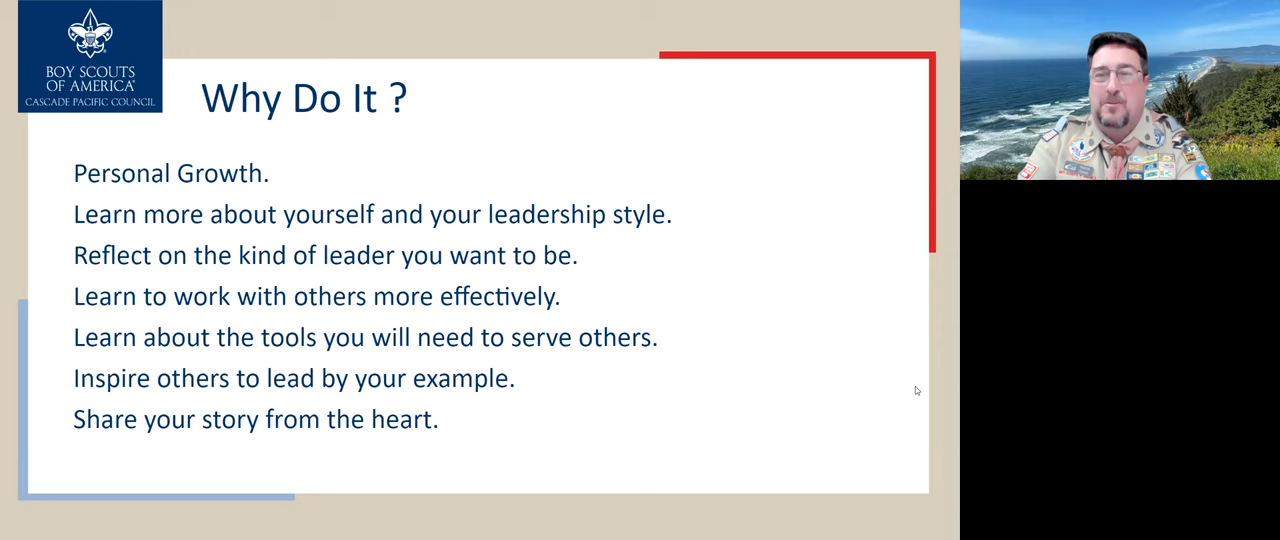 BOY SCOUTS
OF AMERICA®
CASCADE PACIFIC COUNCIL
Why Do It ?
Personal Growth.
Learn more about yourself and your leadership style.
Reflect on the kind of leader you want to be.
Learn to work with others more effectively.
Learn about the tools you will need to serve others.
Inspire others to lead by your example.
Share your story from the heart.